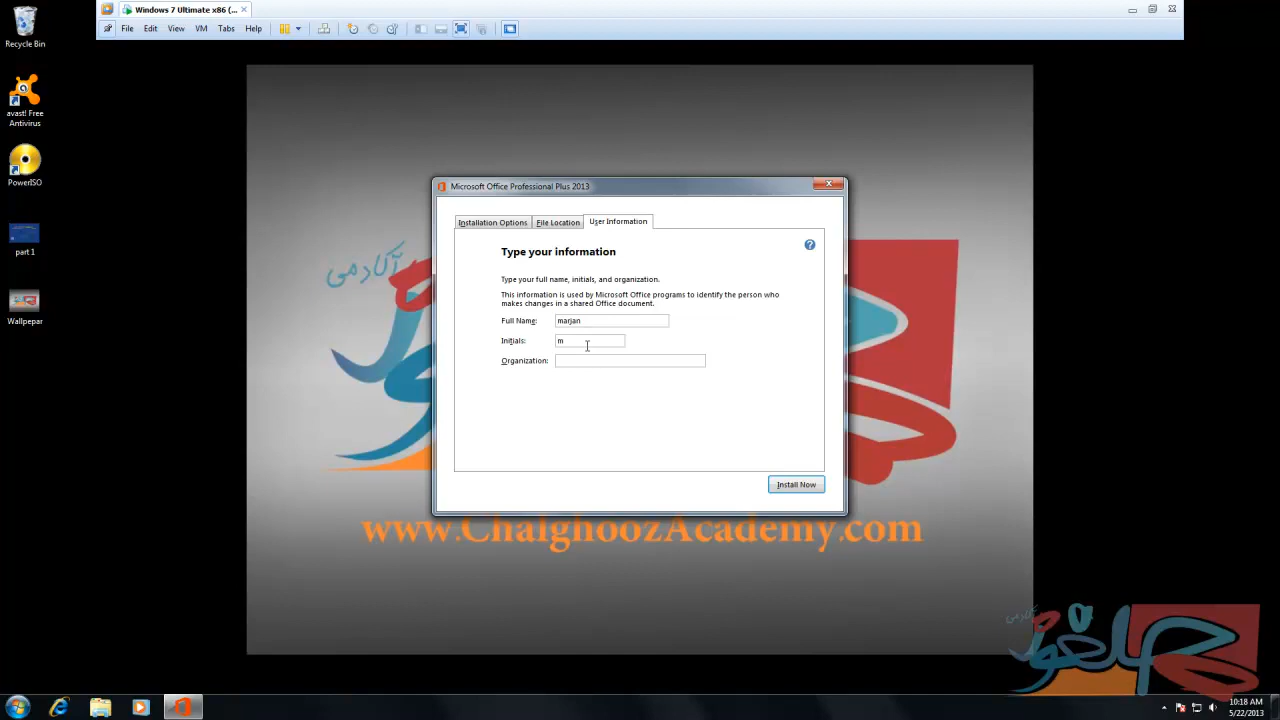 Windows 7 Ultimate x86 (...
File Edit View VM Tabs Help
Recycle Bin
avast! Free
Antivirus
PowerISO
part 1
Wallpepar
Microsoft Office Professional Plus 2013
Installation Options File Location User Information
Type your information
Type your full name, initials, and organization.
This information is used by Microsoft Office programs to identify the person who
makes changes in a shared Office document.
Full Name: marjan
Initials: m
Organization:
Install Now
آکادمی
www.ChalghoozAcademy.com
آکادمی
چلغوز
10:18 AM
5/22/2013